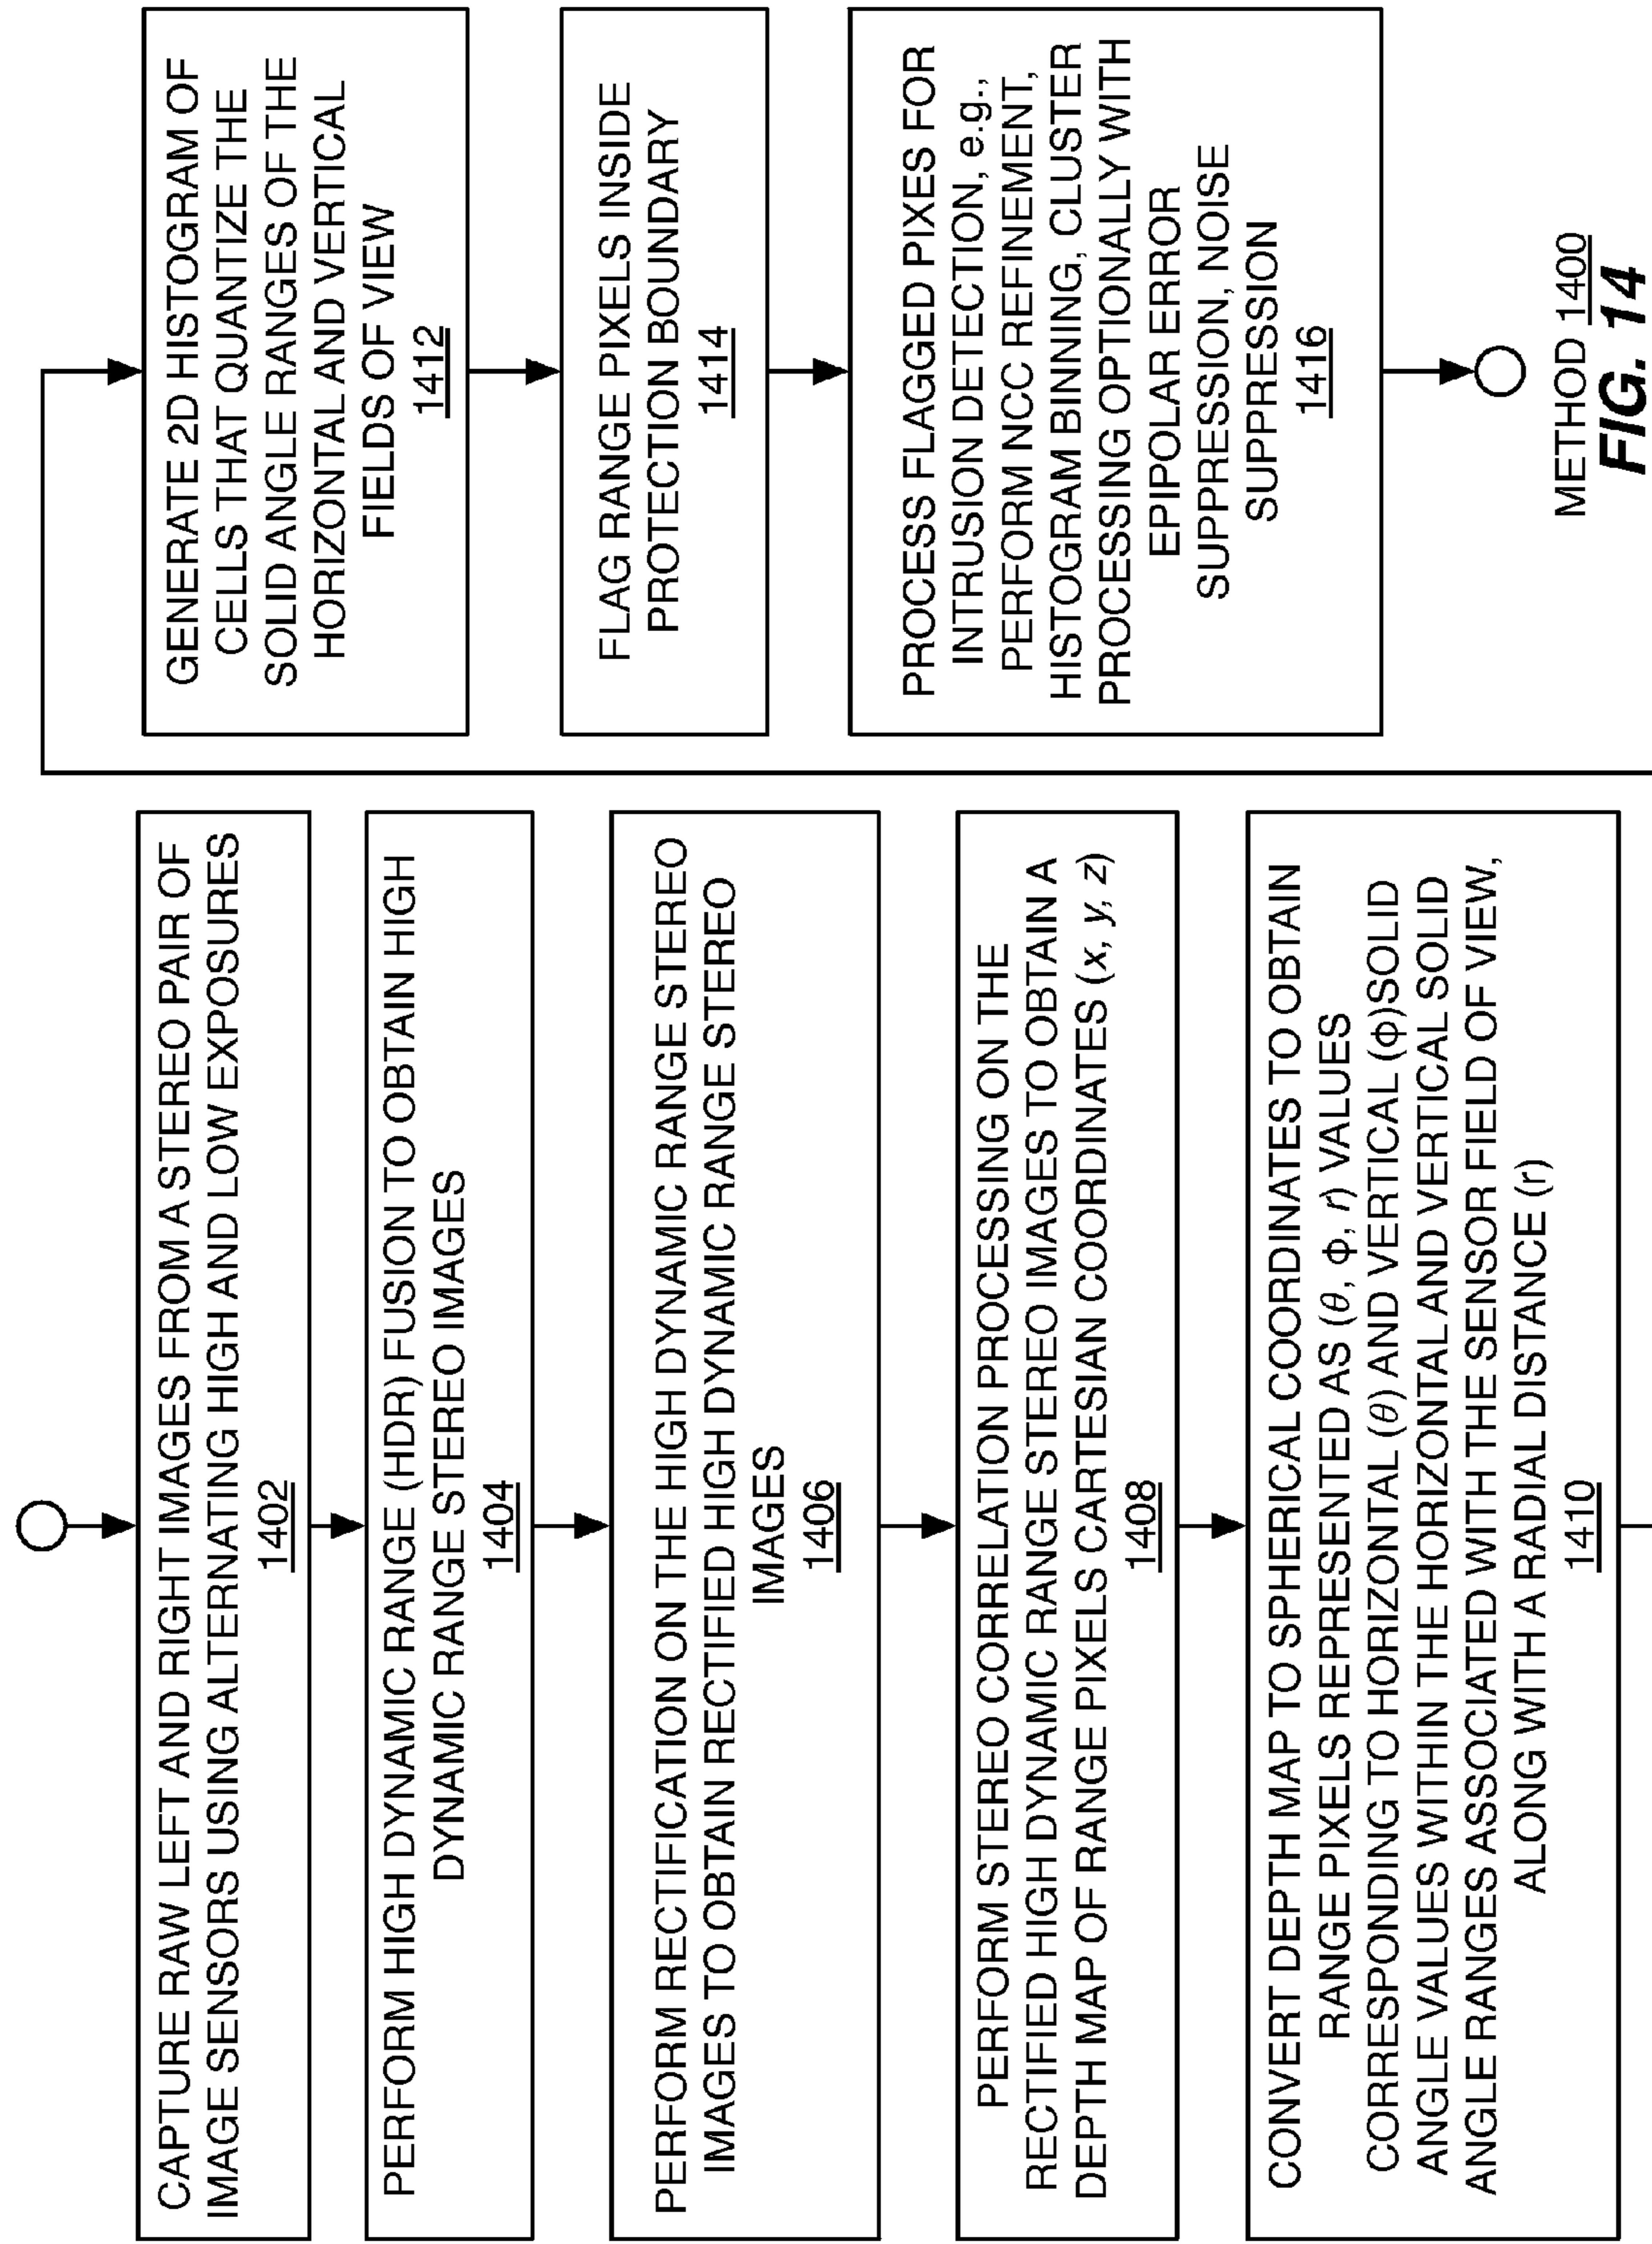 CAPTURE RAW LEFT AND RIGHT IMAGES FROM A STEREO PAIR OF
IMAGE SENSORS USING ALTERNATING HIGH AND LOW EXPOSURES
1402
PERFORM HIGH DYNAMIC RANGE (HDR) FUSION TO OBTAIN HIGH
DYNAMIC RANGE STEREO IMAGES
1404
PERFORM RECTIFICATION ON THE HIGH DYNAMIC RANGE STEREO
IMAGES TO OBTAIN RECTIFIED HIGH DYNAMIC RANGE STEREO
IMAGES
1406
PERFORM STEREO CORRELATION PROCESSING ON THE
RECTIFIED HIGH DYNAMIC RANGE STEREO IMAGES TO OBTAIN A
DEPTH MAP OF RANGE PIXELS CARTESIAN COORDINATES (x, y, z)
1408
CONVERT DEPTH MAP TO SPHERICAL COORDINATES TO OBTAIN
RANGE PIXELS REPRESENTED AS (θ, ϕ, r) VALUES
CORRESPONDING TO HORIZONTAL (θ) AND VERTICAL (ϕ)SOLID
ANGLE VALUES WITHIN THE HORIZONTAL AND VERTICAL SOLID
ANGLE RANGES ASSOCIATED WITH THE SENSOR FIELD OF VIEW,
ALONG WITH A RADIAL DISTANCE (r)
1410
GENERATE 2D HISTOGRAM OF
CELLS THAT QUANTIZE THE
SOLID ANGLE RANGES OF THE
HORIZONTAL AND VERTICAL
FIELDS OF VIEW
1412
FLAG RANGE PIXELS INSIDE
PROTECTION BOUNDARY
1414
PROCESS FLAGGED PIXES FOR
INTRUSION DETECTION, e.g.,
PERFORM NCC REFINEMENT,
HISTOGRAM BINNING, CLUSTER
PROCESSING OPTIONALLY WITH
EPIPOLAR ERROR
SUPPRESSION, NOISE
SUPPRESSION
1416
METHOD 1400
FIG. 14